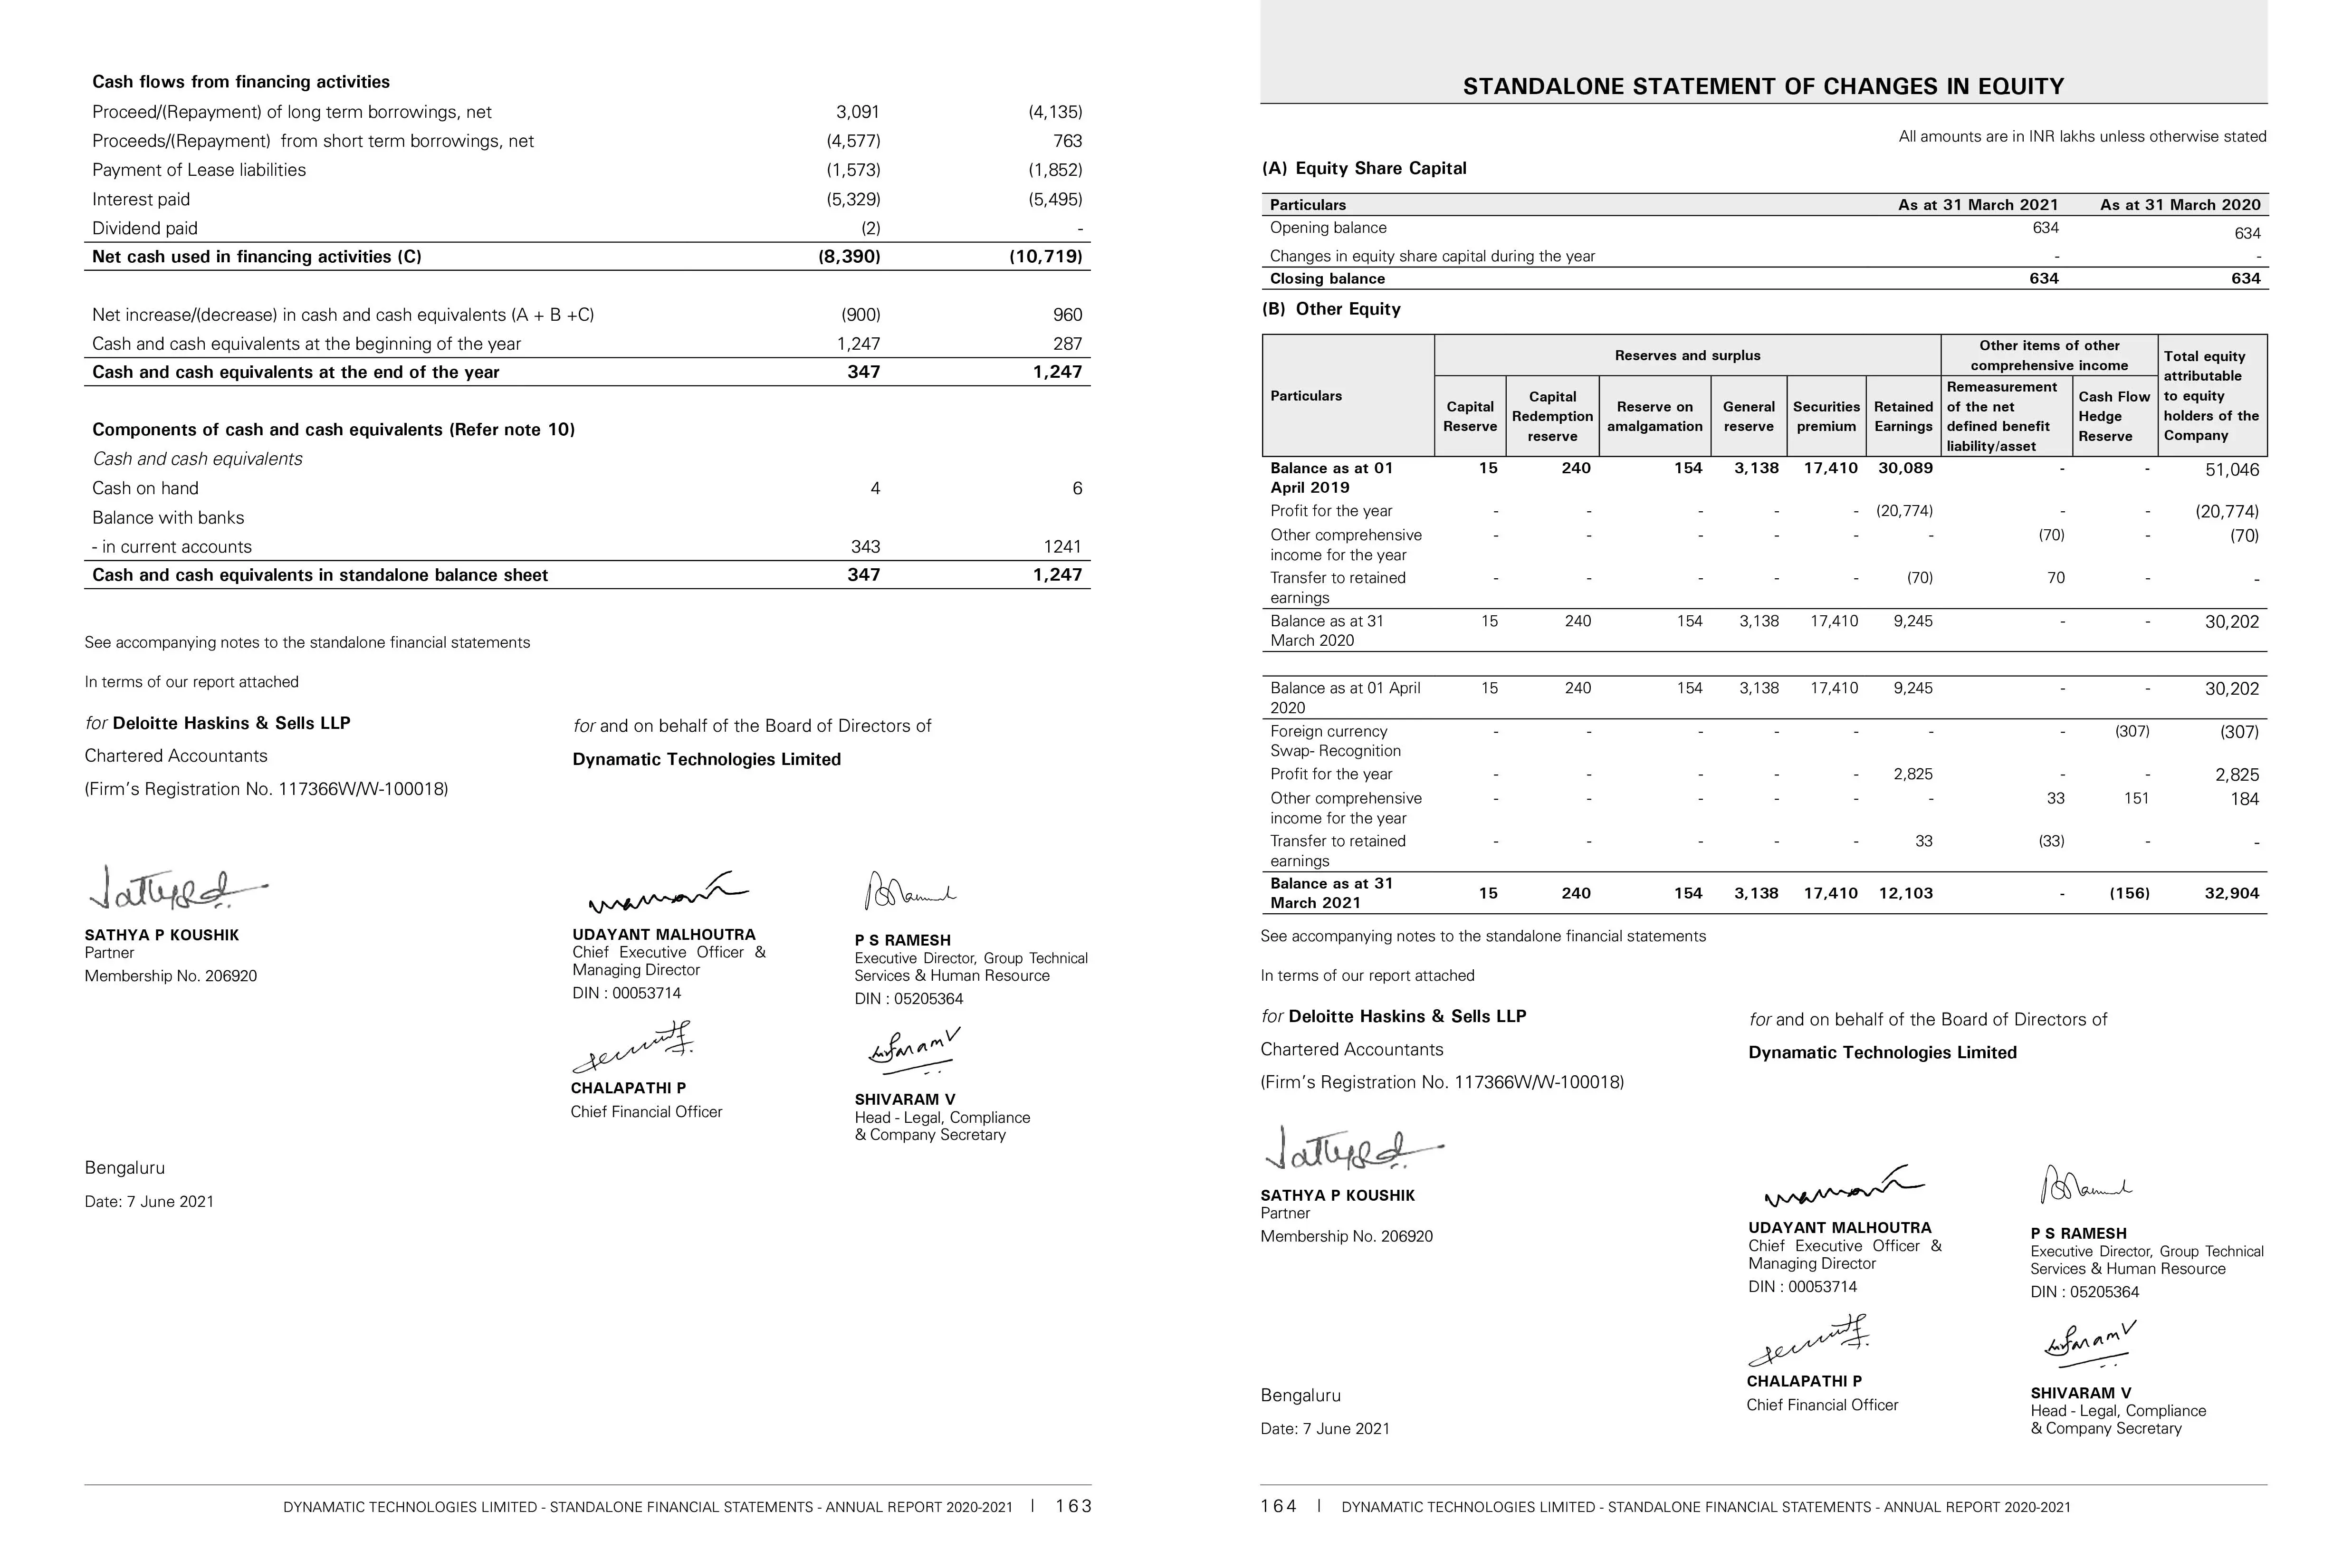 Cash flows from financing activities
Proceed/(Repayment) of long term borrowings, net 3,091 (4,135)
Proceeds/(Repayment) from short term borrowings, net (4,577) 763
Payment of Lease liabilities (1,573) (1,852)
Interest paid (5,329) (5,495)
Dividend paid (2) -
Net cash used in financing activities (C) (8,390) (10,719)
Net increase/(decrease) in cash and cash equivalents (A + B +C) (900) 960
Cash and cash equivalents at the beginning of the year 1,247 287
Cash and cash equivalents at the end of the year 347 1,247
Components of cash and cash equivalents (Refer note 10)
Cash and cash equivalents
Cash on hand 4 6
Balance with banks
- in current accounts 343 1241
Cash and cash equivalents in standalone balance sheet 347 1,247
See accompanying notes to the standalone financial statements
In terms of our report attached
for Deloitte Haskins & Sells LLP
Chartered Accountants
(Firm's Registration No. 117366W/W-100018)
for and on behalf of the Board of Directors of
Dynamatic Technologies Limited
SATHYA P KOUSHIK
Partner
Membership No. 206920
UDAYANT MALHOUTRA
Chief Executive Officer &
Managing Director
DIN : 00053714
P S RAMESH
Executive Director, Group Technical
Services & Human Resource
DIN : 05205364
CHALAPATHI P
Chief Financial Officer
SHIVARAM V
Head - Legal, Compliance
& Company Secretary
Bengaluru
Date: 7 June 2021
DYNAMATIC TECHNOLOGIES LIMITED - STANDALONE FINANCIAL STATEMENTS - ANNUAL REPORT 2020-2021 | 163
STANDALONE STATEMENT OF CHANGES IN EQUITY
All amounts are in INR lakhs unless otherwise stated
(A) Equity Share Capital
Particulars As at 31 March 2021 As at 31 March 2020
Opening balance 634 634
Changes in equity share capital during the year - -
Closing balance 634 634
(B) Other Equity
Particulars
Reserves and surplus
Other items of other
comprehensive income
Total equity
attributable
to equity
holders of the
Company
Capital
Reserve
Capital
Redemption
reserve
Reserve on
amalgamation
General
reserve
Securities
premium
Retained
Earnings
Remeasurement
of the net
defined benefit
liability/asset
Cash Flow
Hedge
Reserve
Balance as at 01 15 240 154 3,138 17,410 30,089 - - 51,046
April 2019
Profit for the year - - - - - (20,774) - - (20,774)
Other comprehensive - - - - - - (70) - (70)
income for the year
Transfer to retained - - - - - (70) 70 - -
earnings
Balance as at 31 15 240 154 3,138 17,410 9,245 - - 30,202
March 2020
Balance as at 01 April 15 240 154 3,138 17,410 9,245 - - 30,202
2020
Foreign currency - - - - - - - (307) (307)
Swap- Recognition
Profit for the year - - - - - 2,825 - - 2,825
Other comprehensive - - - - - - 33 151 184
income for the year
Transfer to retained - - - - - 33 (33) - -
earnings
Balance as at 31 15 240 154 3,138 17,410 12,103 - (156) 32,904
March 2021
See accompanying notes to the standalone financial statements
In terms of our report attached
for Deloitte Haskins & Sells LLP
Chartered Accountants
(Firm's Registration No. 117366W/W-100018)
for and on behalf of the Board of Directors of
Dynamatic Technologies Limited
SATHYA P KOUSHIK
Partner
Membership No. 206920
UDAYANT MALHOUTRA
Chief Executive Officer &
Managing Director
DIN : 00053714
P S RAMESH
Executive Director, Group Technical
Services & Human Resource
DIN : 05205364
CHALAPATHI P
Chief Financial Officer
SHIVARAM V
Head - Legal, Compliance
& Company Secretary
Bengaluru
Date: 7 June 2021
164 | DYNAMATIC TECHNOLOGIES LIMITED - STANDALONE FINANCIAL STATEMENTS - ANNUAL REPORT 2020-2021